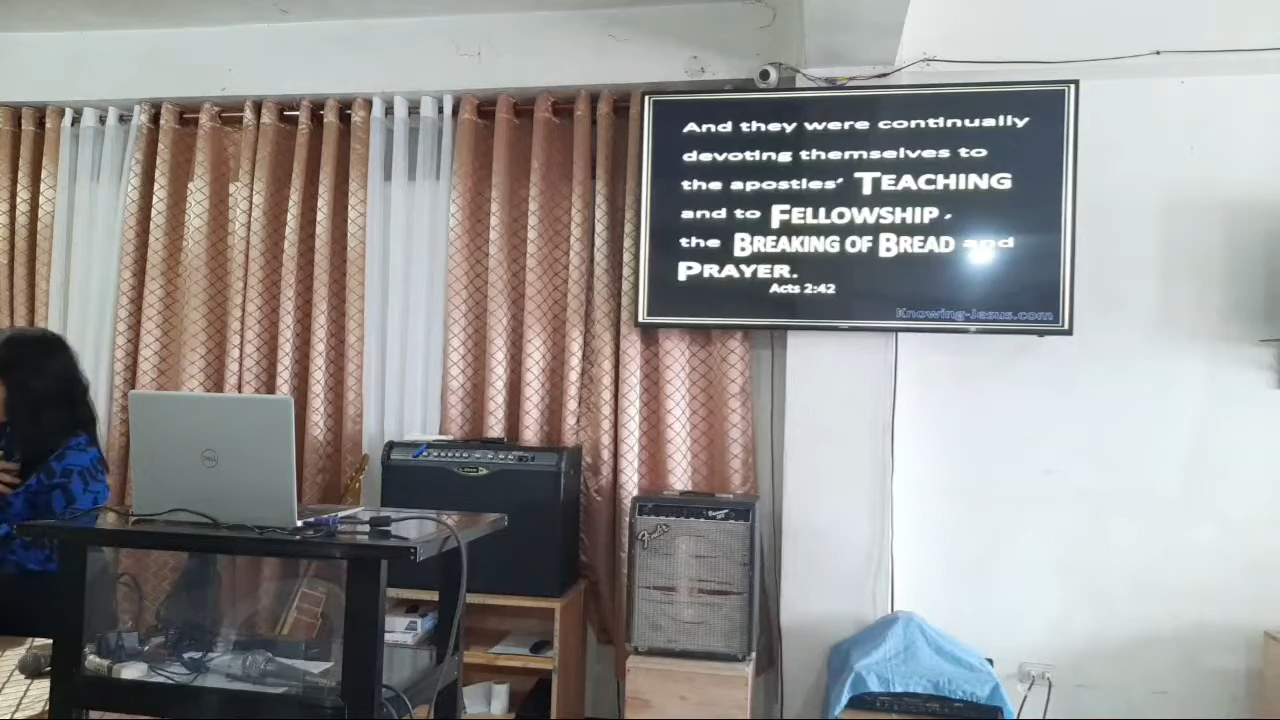 And they were continually
devoting themselves to
the apostles' TEACHING
and to FELLOWSHIP,
the BREAKING OF BREAD and
PRAYER.
Acts 2:42
Knowing-Jesus.com
DELL
Fender